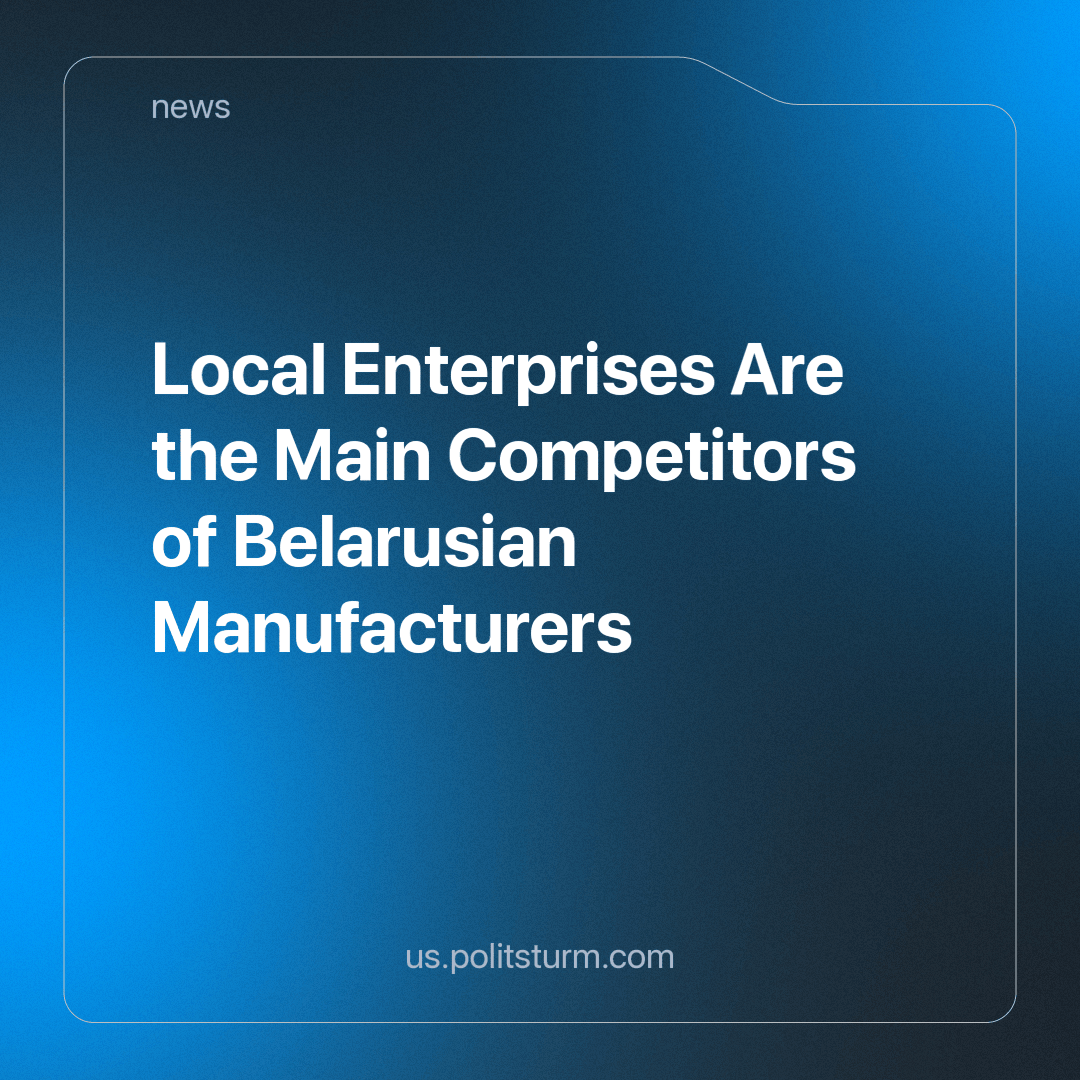 news
Local Enterprises Are
the Main Competitors
of Belarusian
Manufacturers
us.politsturm.com